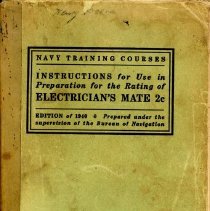 NAVY TRAINING COURSES
INSTRUCTIONS for Use in
Preparation for the Rating of
ELECTRICIAN'S MATE 2c
EDITION of 1940 Prepared under the
supervision of the Bureau of Navigation